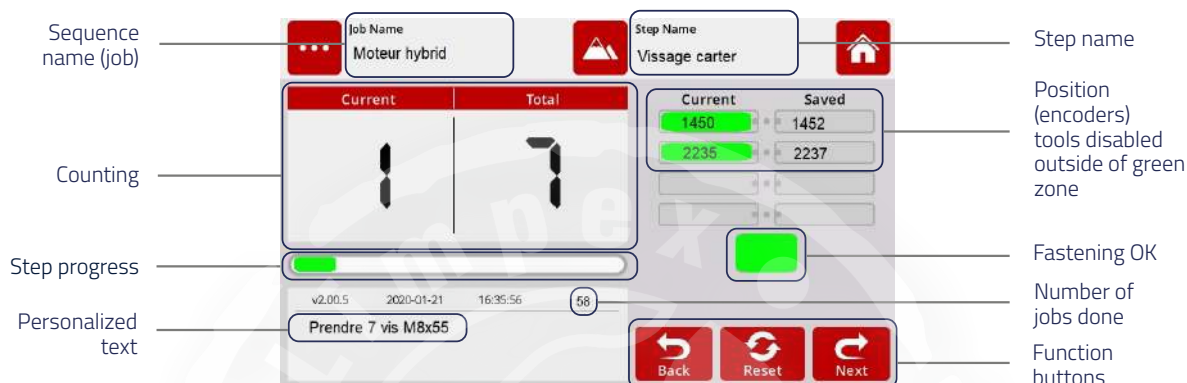 Sequence
name (job)
Counting
Step progress
Personalized
text
Job Name
Moteur hybrid
Step Name
Vissage carter
Current Total
1 7
Current Saved
1450 1452
2235 2237
v2.00.5 2020-01-21 16:35:56 58
Prendre 7 vis M8x55
Back Reset Next
Step name
Position
(encoders)
tools disabled
outside of green
zone
Fastening OK
Number of
jobs done
Function
buttons
Impex